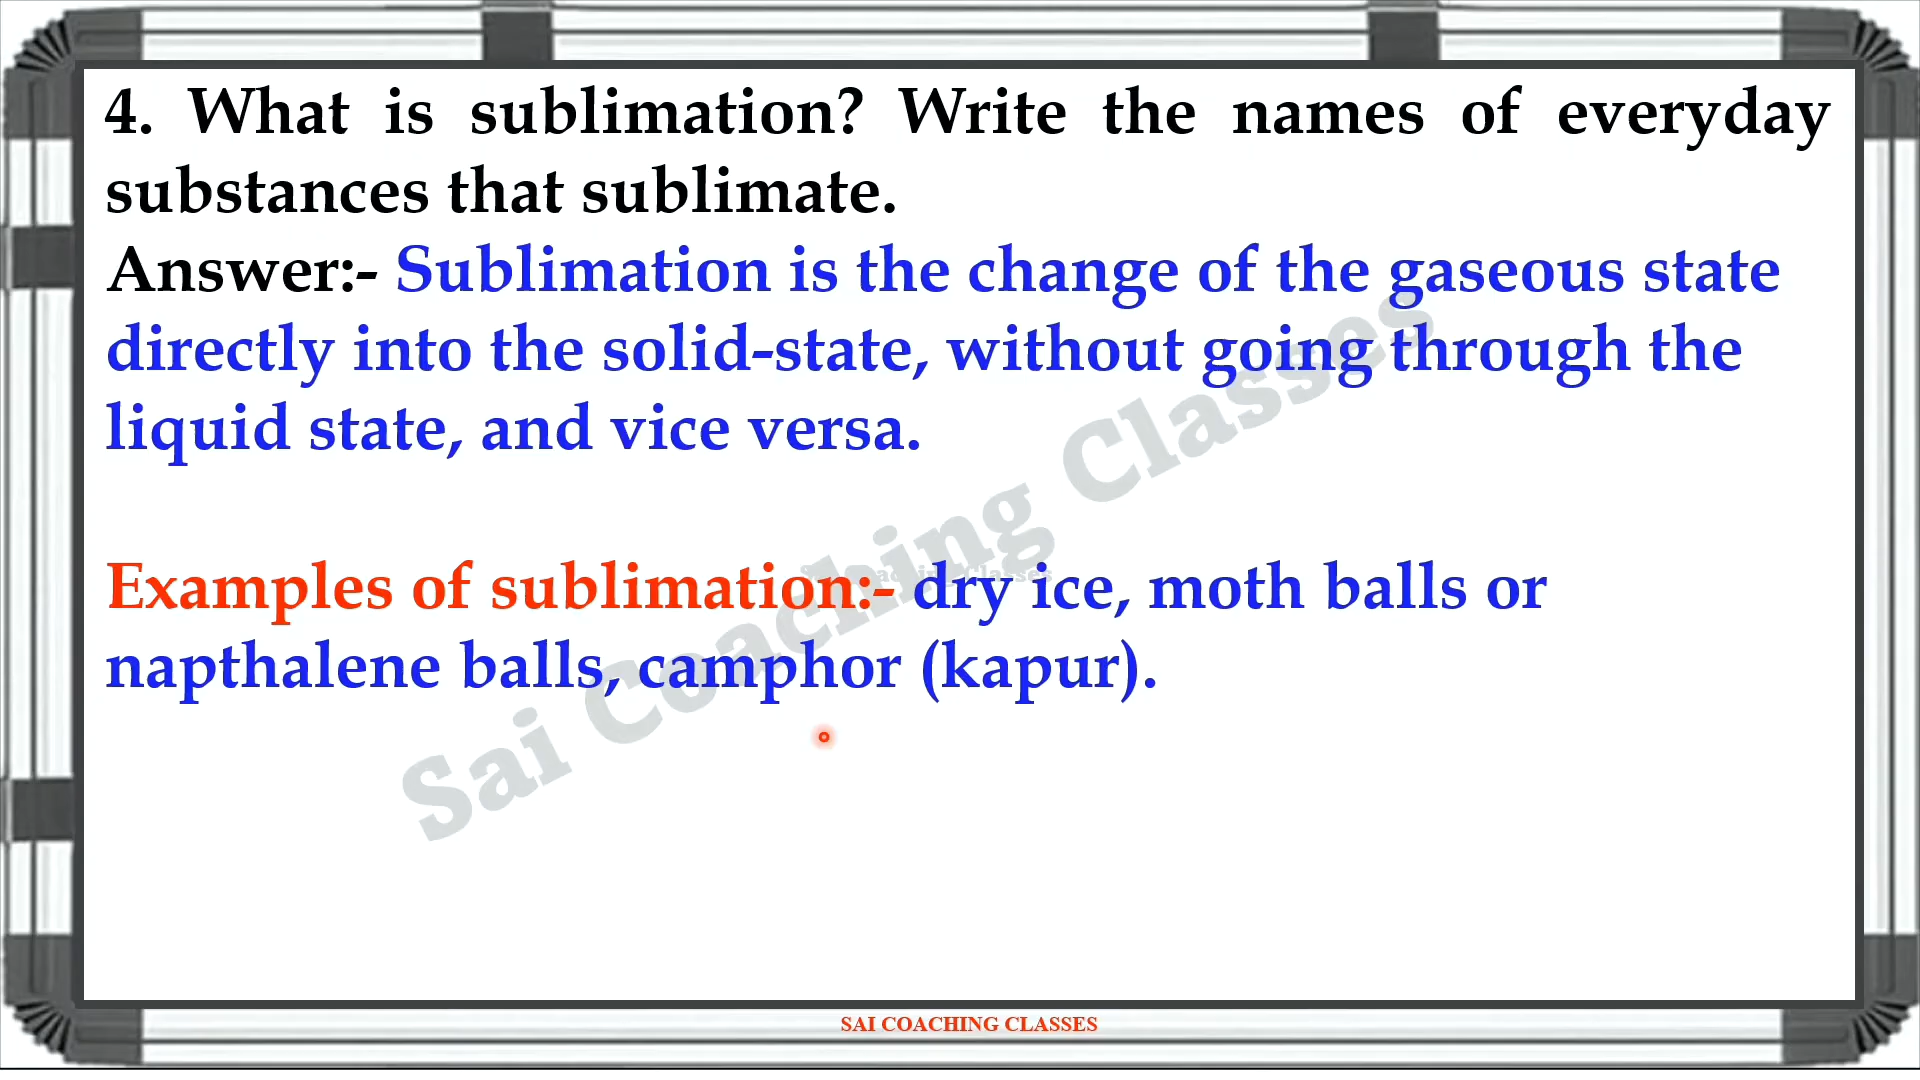 4. What is sublimation? Write the names of everyday
substances that sublimate.
Answer:- Sublimation is the change of the gaseous state
directly into the solid-state, without going through the
liquid state, and vice versa.
Examples of sublimation:- dry ice, moth balls or
napthalene balls, camphor (kapur).
Sai Coaching Classes
SAI COACHING CLASSES